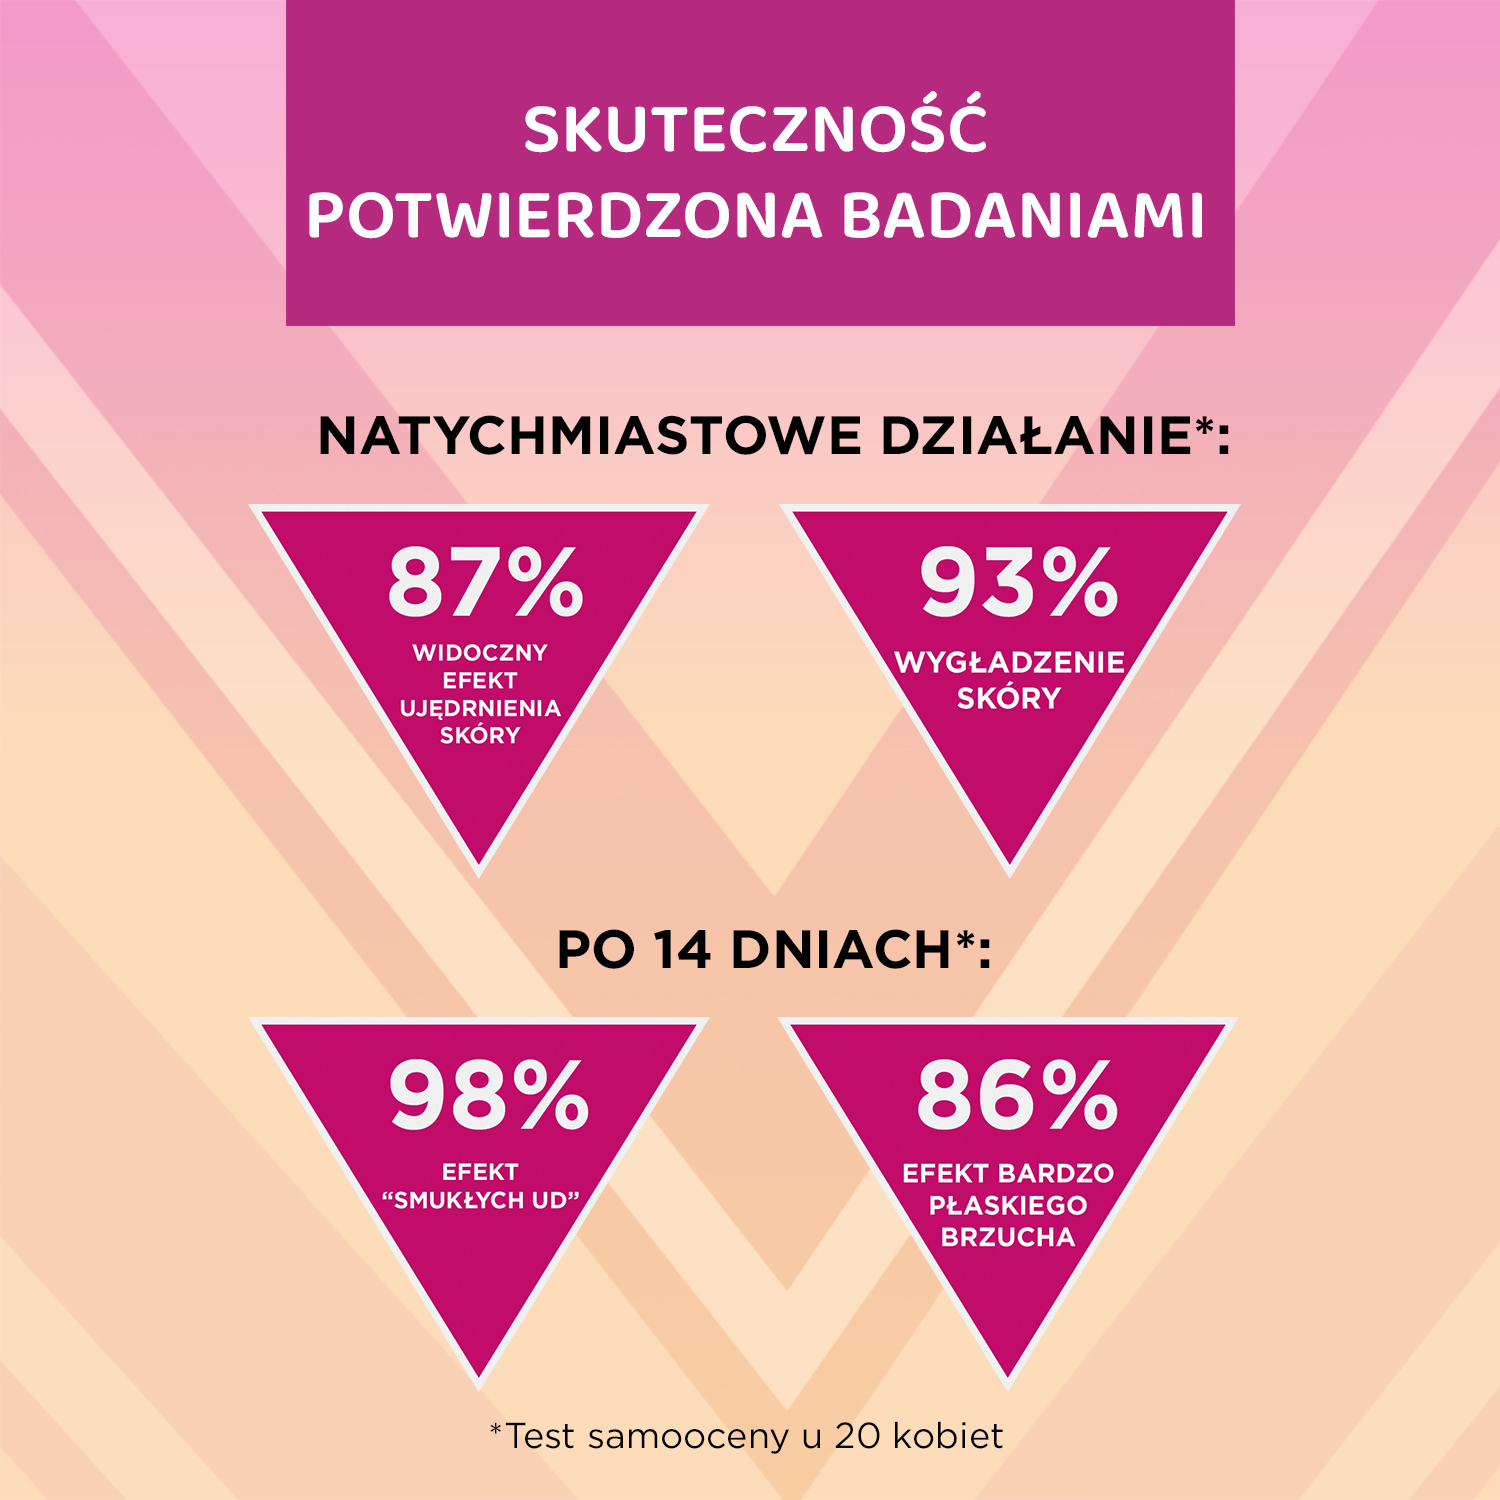 SKUTECZNOŚĆ
POTWIERDZONA BADANIAMI
NATYCHMIASTOWE DZIAŁANIE*:
87%
WIDOCZNY
EFEKT
UJĘDRNIENIA
SKÓRY
93%
WYGŁADZENIE
SKÓRY
PO 14 DNIACH*:
98%
EFEKT
“SMUKŁYCH UD”
86%
EFEKT BARDZO
PŁASKIEGO
BRZUCHA
*Test samooceny u 20 kobiet